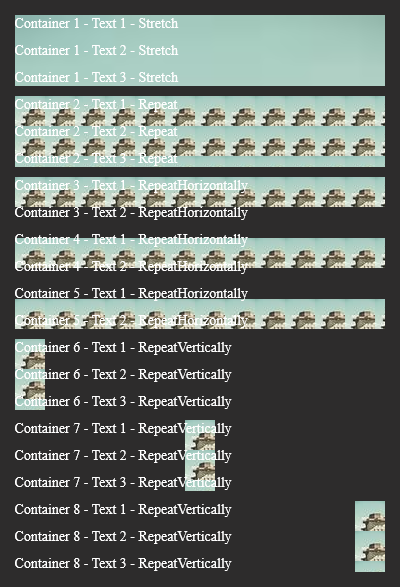 Container 1 - Text 1 - Stretch
Container 1 - Text 2 - Stretch
Container 1 - Text 3 - Stretch
Container 2 - Text 1 - Repeat
Container 2 - Text 2 - Repeat
Container 2 - Text 3 - Repeat
Container 3 - Text 1 - RepeatHorizontally
Container 3 - Text 2 - RepeatHorizontally
Container 4 - Text 1 - RepeatHorizontally
Container 4 - Text 2 - RepeatHorizontally
Container 5 - Text 1 - RepeatHorizontally
Container 5 - Text 2 - RepeatHorizontally
Container 6 - Text 1 - RepeatVertically
Container 6 - Text 2 - RepeatVertically
Container 6 - Text 3 - RepeatVertically
Container 7 - Text 1 - RepeatVertically
Container 7 - Text 2 - RepeatVertically
Container 7 - Text 3 - RepeatVertically
Container 8 - Text 1 - RepeatVertically
Container 8 - Text 2 - RepeatVertically
Container 8 - Text 3 - RepeatVertically